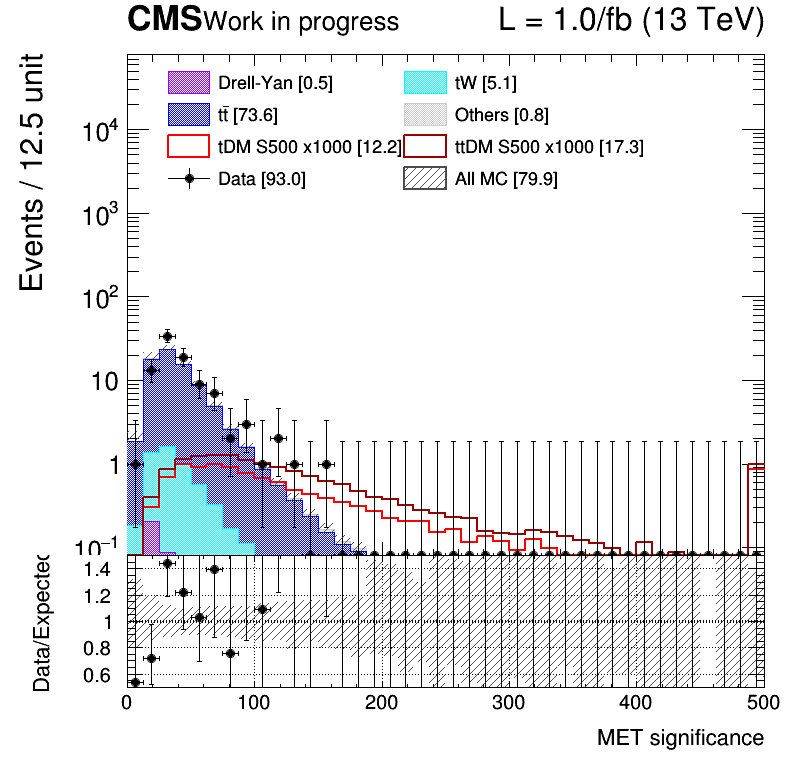 CMS Work in progress L = 1.0/fb (13 TeV)
Events / 12.5 unit
Drell-Yan [0.5] tW [5.1]
tt̄ [73.6] Others [0.8]
tDM S500 x1000 [12.2] ttDM S500 x1000 [17.3]
Data [93.0] All MC [79.9]
10⁴
10³
10²
10
1
10⁻¹
Data/Expected
1.4
1.2
1
0.8
0.6
0 100 200 300 400 500
MET significance